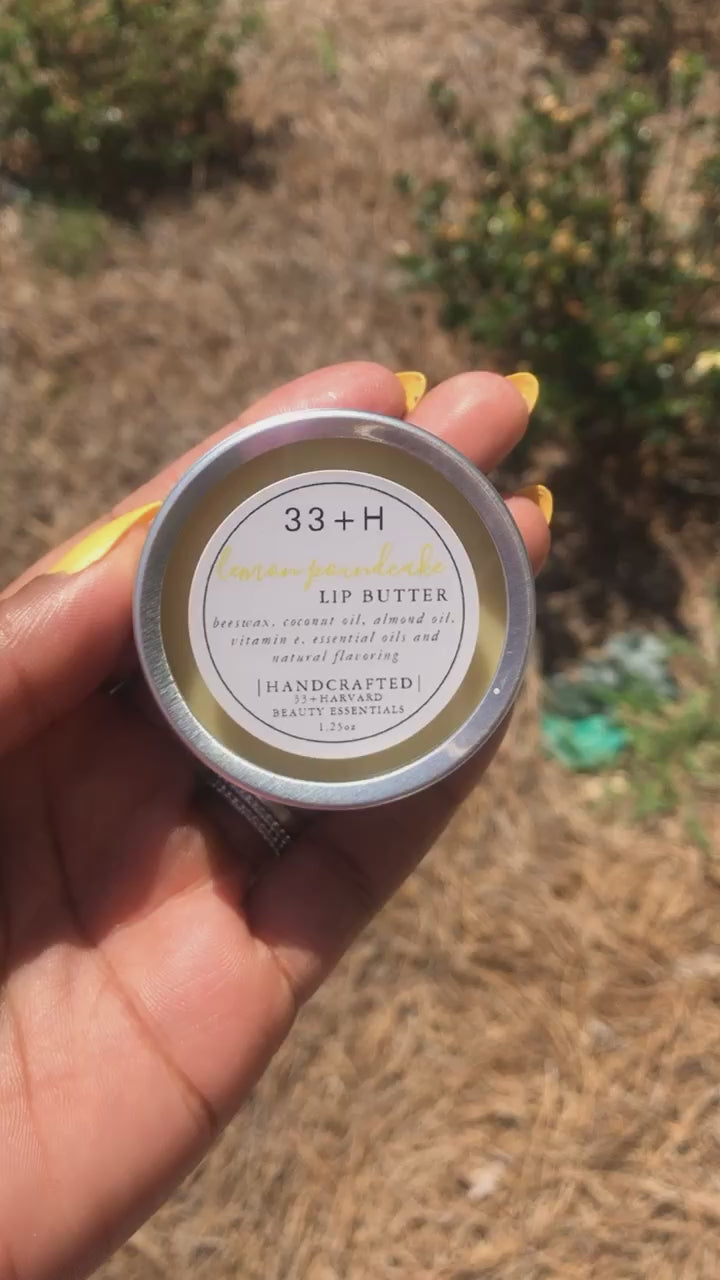 33+H
lemon poundcake
LIP BUTTER
beeswax, coconut oil, almond oil,
vitamin e, essential oils and
natural flavoring
|HANDCRAFTED|
33+HARVARD
BEAUTY ESSENTIALS
1.25oz